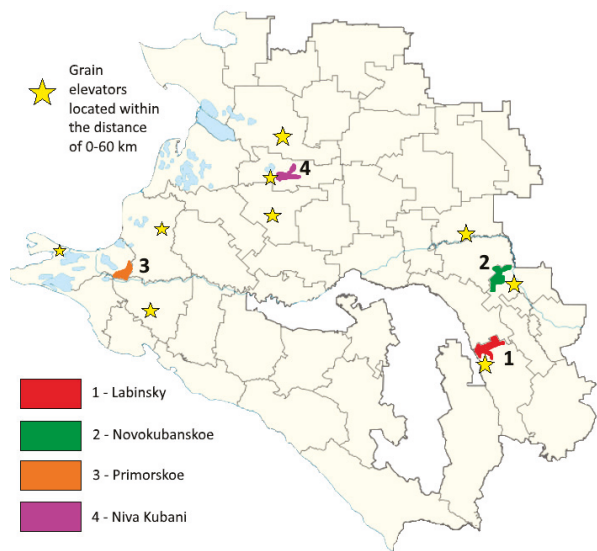 Grain
elevators
located within
the distance
of 0-60 km
4
3
2
1
1 - Labinsky
2 - Novokubanskoe
3 - Primorskoe
4 - Niva Kubani